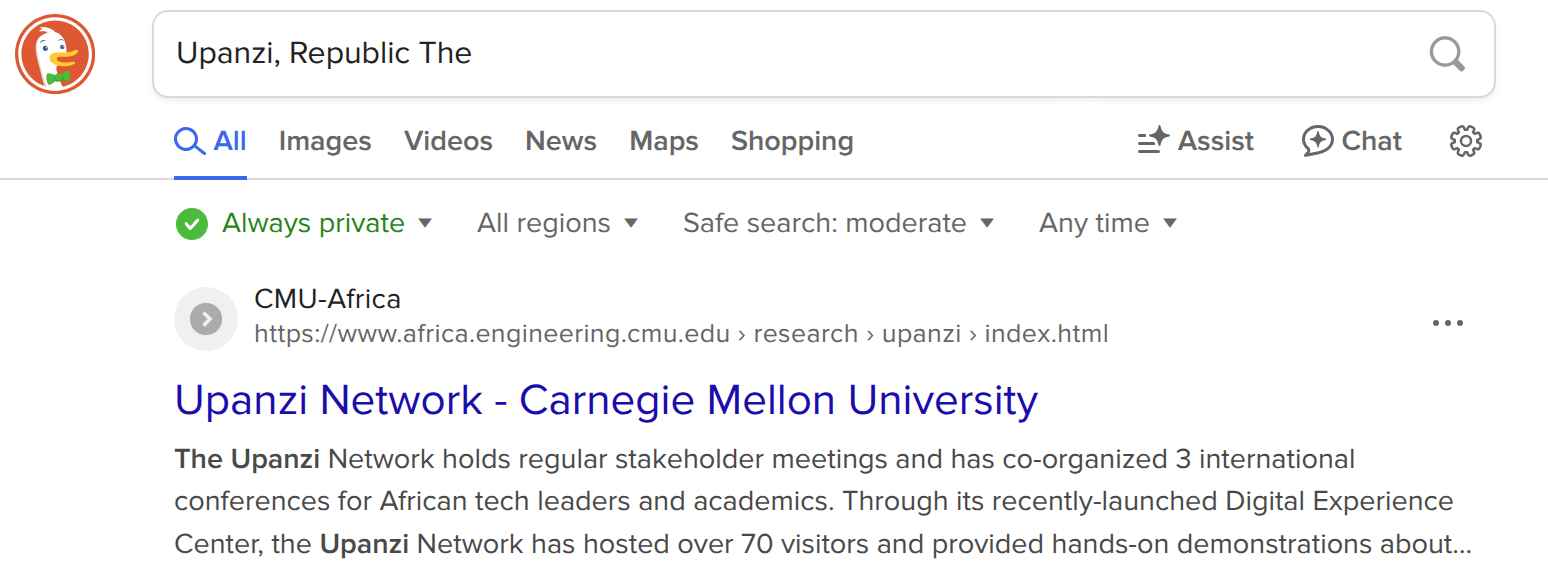 Upanzi, Republic The
All Images Videos News Maps Shopping Assist Chat
Always private All regions Safe search: moderate Any time
CMU-Africa
https://www.africa.engineering.cmu.edu › research › upanzi › index.html
Upanzi Network - Carnegie Mellon University
The Upanzi Network holds regular stakeholder meetings and has co-organized 3 international
conferences for African tech leaders and academics. Through its recently-launched Digital Experience
Center, the Upanzi Network has hosted over 70 visitors and provided hands-on demonstrations about...